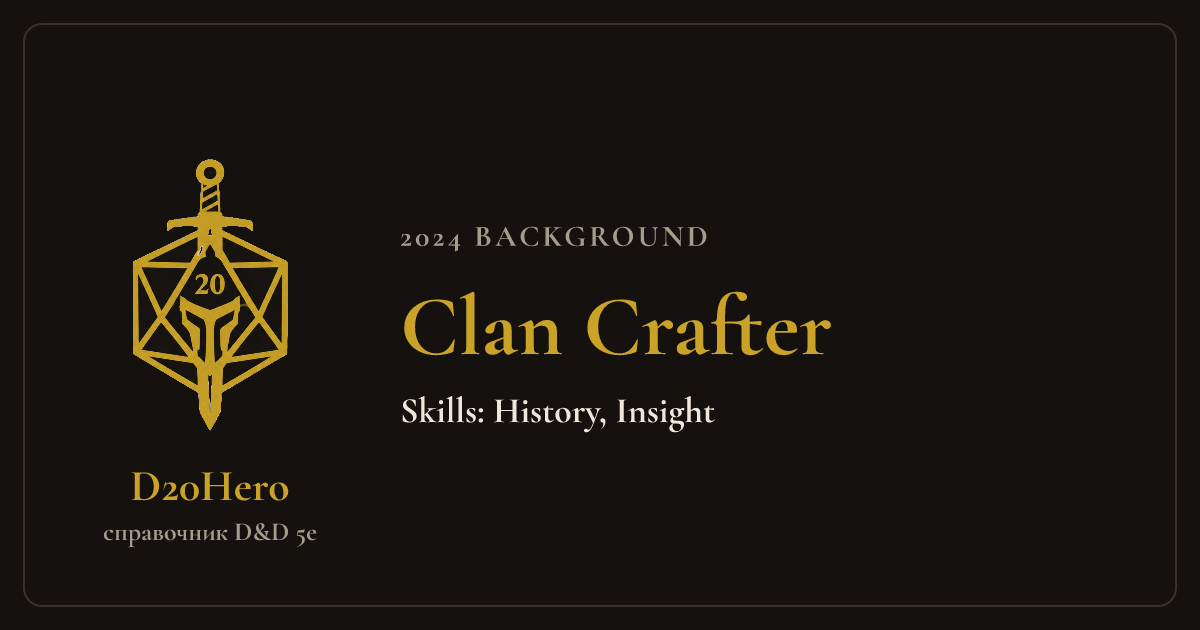 20
D20Hero
справочник D&D 5e
2024 BACKGROUND
Clan Crafter
Skills: History, Insight